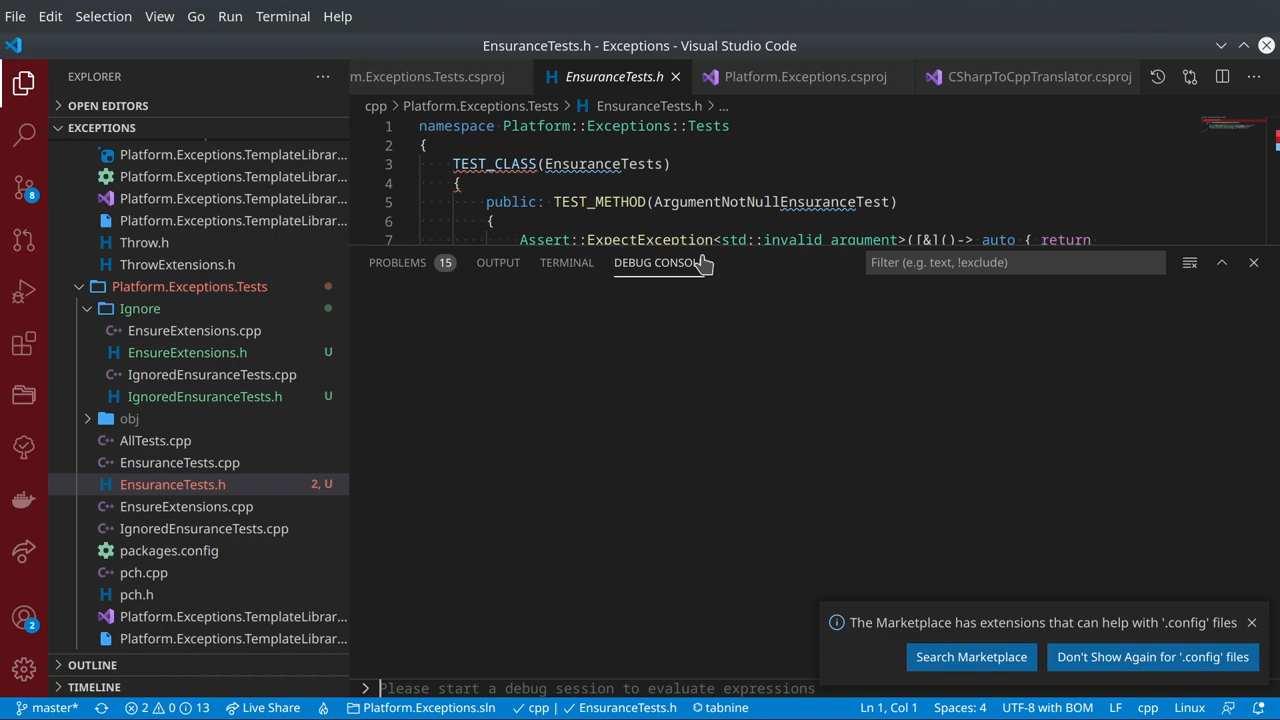 File Edit Selection View Go Run Terminal Help
EnsuranceTests.h - Exceptions - Visual Studio Code
EXPLORER
m.Exceptions.Tests.csproj
EnsuranceTests.h
Platform.Exceptions.csproj
CSharpToCppTranslator.csproj
OPEN EDITORS
EXCEPTIONS
cpp > Platform.Exceptions.Tests > EnsuranceTests.h > ...
Platform.Exceptions.TemplateLibrar...
Platform.Exceptions.TemplateLibrar...
Platform.Exceptions.TemplateLibrar...
Platform.Exceptions.TemplateLibrar...
Throw.h
ThrowExtensions.h
Platform.Exceptions.Tests
Ignore
EnsureExtensions.cpp
EnsureExtensions.h U
IgnoredEnsuranceTests.cpp
IgnoredEnsuranceTests.h U
obj
AllTests.cpp
EnsuranceTests.cpp
EnsuranceTests.h 2, U
EnsureExtensions.cpp
IgnoredEnsuranceTests.cpp
packages.config
pch.cpp
pch.h
Platform.Exceptions.TemplateLibrar...
Platform.Exceptions.TemplateLibrar...
OUTLINE
TIMELINE
8
2
1 namespace Platform::Exceptions::Tests
2 {
3 TEST_CLASS(EnsuranceTests)
4 {
5 public: TEST_METHOD(ArgumentNotNullEnsuranceTest)
6 {
7 Assert::ExpectException<std::invalid_argument>([&]()-> auto { return
PROBLEMS 15 OUTPUT TERMINAL DEBUG CONSOL
Filter (e.g. text, !exclude)
The Marketplace has extensions that can help with '.config' files
Search Marketplace
Don't Show Again for '.config' files
Please start a debug session to evaluate expressions
master* 2 0 13 Live Share Platform.Exceptions.sln cpp | EnsuranceTests.h tabnine Ln 1, Col 1 Spaces: 4 UTF-8 with BOM LF cpp Linux